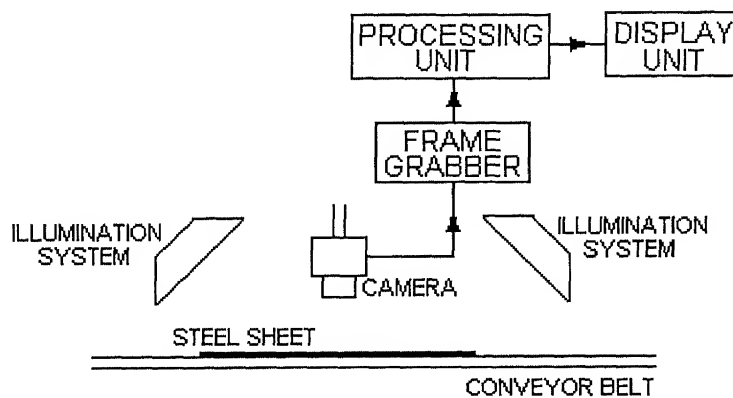 PROCESSING
UNIT
DISPLAY
UNIT
FRAME
GRABBER
ILLUMINATION
SYSTEM
ILLUMINATION
SYSTEM
CAMERA
STEEL SHEET
CONVEYOR BELT